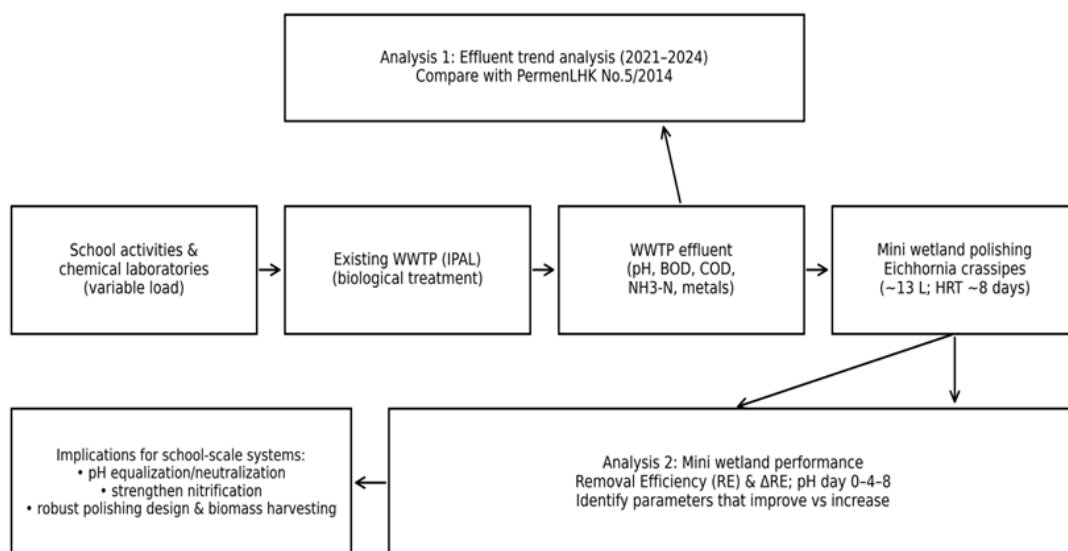 Analysis 1: Effluent trend analysis (2021–2024)
Compare with PermenLHK No.5/2014
School activities &
chemical laboratories
(variable load)
Existing WWTP (IPAL)
(biological treatment)
WWTP effluent
(pH, BOD, COD,
NH3-N, metals)
Mini wetland polishing
Eichhornia crassipes
(~13 L; HRT ~8 days)
Implications for school-scale systems:
• pH equalization/neutralization
• strengthen nitrification
• robust polishing design & biomass harvesting
Analysis 2: Mini wetland performance
Removal Efficiency (RE) & ΔRE; pH day 0–4–8
Identify parameters that improve vs increase